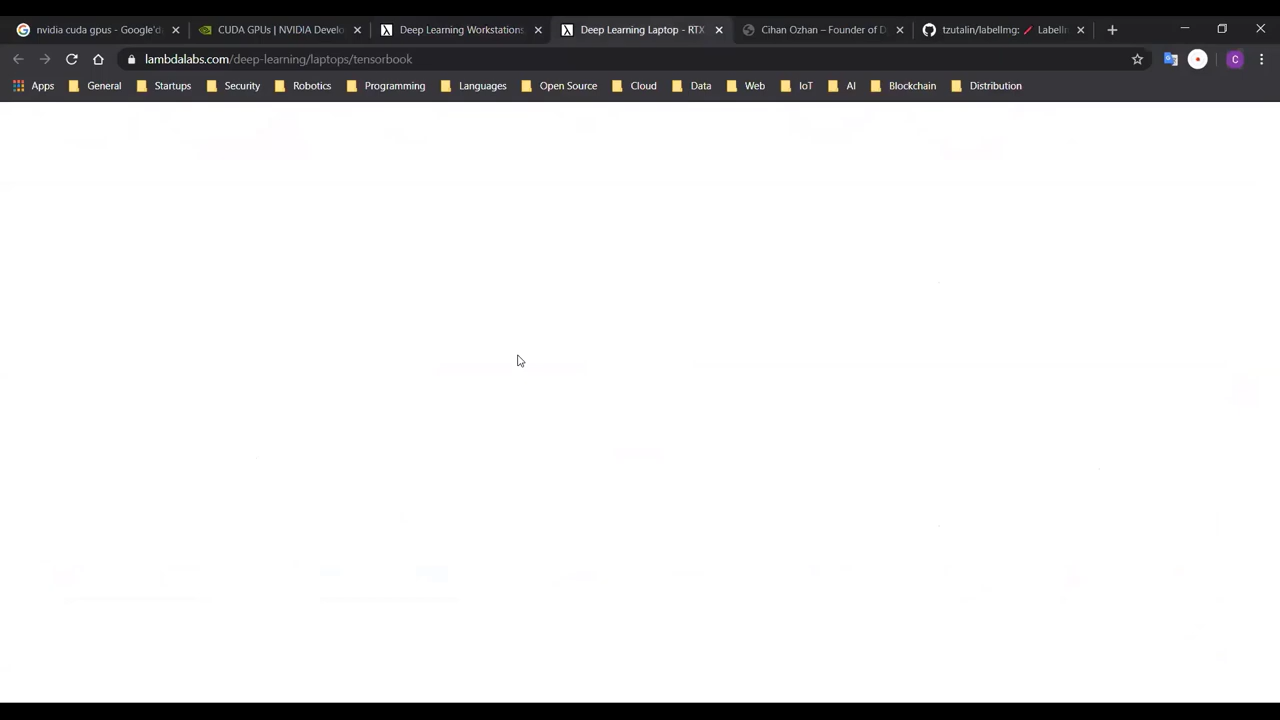 nvidia cuda gpus - Google'd
CUDA GPUs | NVIDIA Develo
Deep Learning Workstations
Deep Learning Laptop - RTX
Cihan Ozhan – Founder of D
tzutalin/labelImg: LabelIm
lambdalabs.com/deep-learning/laptops/tensorbook
C
Apps General Startups Security Robotics Programming Languages Open Source Cloud Data Web IoT AI Blockchain Distribution